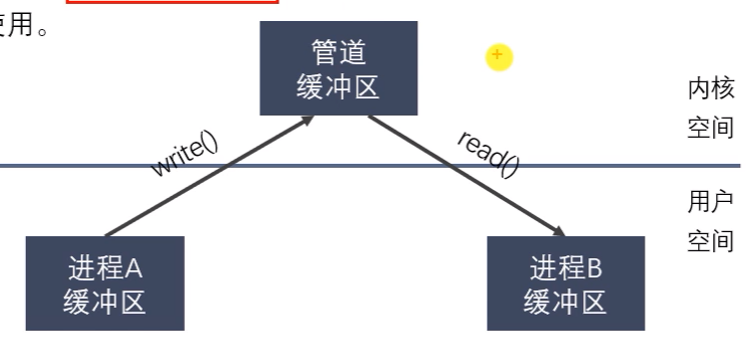 使用。
管道
缓冲区
内核
空间
write()
read()
用户
空间
进程A
缓冲区
进程B
缓冲区